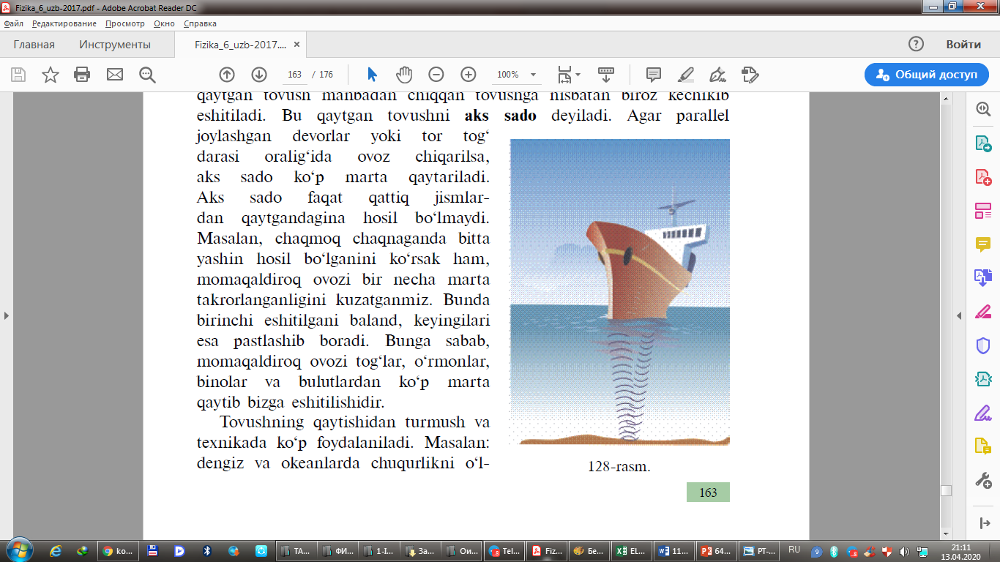 Fizika_6_uzb-2017.pdf - Adobe Acrobat Reader DC
Файл Редактирование Просмотр Окно Справка
Главная Инструменты Fizika_6_uzb-2017.... × Войти
163 / 176 100% Общий доступ
qaytgan tovush manbadan chiqqan tovushga nisbatan biroz kechikib
eshitiladi. Bu qaytgan tovushni aks sado deyiladi. Agar parallel
joylashgan devorlar yoki tor tog‘
darasi oralig‘ida ovoz chiqarilsa,
aks sado ko‘p marta qaytariladi.
Aks sado faqat qattiq jismlar-
dan qaytgandagina hosil bo‘lmaydi.
Masalan, chaqmoq chaqnaganda bitta
yashin hosil bo‘lganini ko‘rsak ham,
momaqaldiroq ovozi bir necha marta
takrorlanganligini kuzatganmiz. Bunda
birinchi eshitilgani baland, keyingilari
esa pastlashib boradi. Bunga sabab,
momaqaldiroq ovozi tog‘lar, o‘rmonlar,
binolar va bulutlardan ko‘p marta
qaytib bizga eshitilishidir.
Tovushning qaytishidan turmush va
texnikada ko‘p foydalaniladi. Masalan:
dengiz va okeanlarda chuqurlikni o‘l-
128-rasm.
163
ko... TA... ФИ... 1-I... За... Ои... Tel... Fiz... Бе... EL... 11... 64... PT-... RU 21:11
13.04.2020